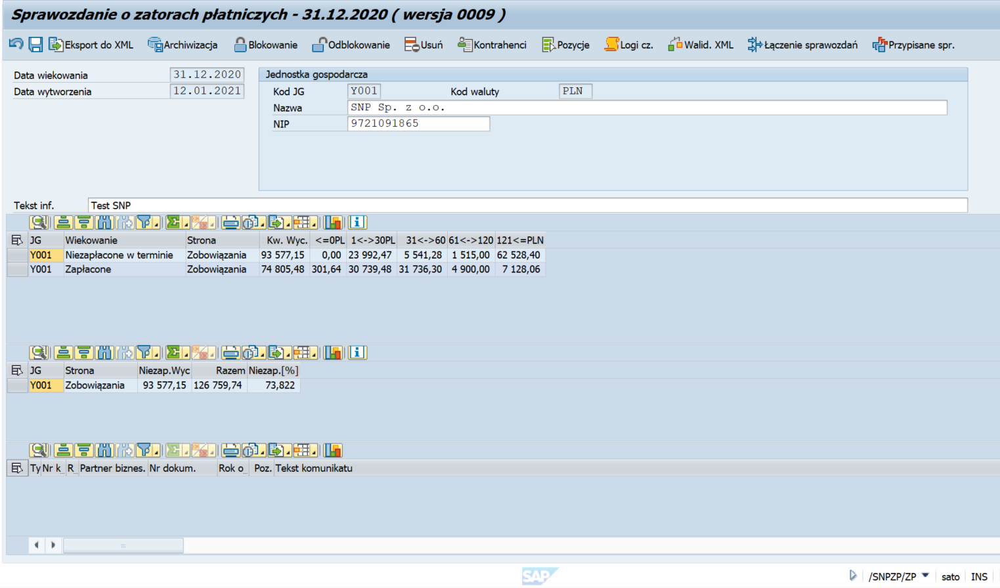 Sprawozdanie o zatorach płatniczych - 31.12.2020 ( wersja 0009 )
Eksport do XML Archiwizacja Blokowanie Odblokowanie Usuń Kontrahenci Pozycje Logi cz. Walid. XML Łączenie sprawozdań Przypisane spr.
Data wiekowania 31.12.2020
Data wytworzenia 12.01.2021
Jednostka gospodarcza
Kod JG Y001 Kod waluty PLN
Nazwa SNP Sp. z o.o.
NIP 9721091865
Tekst inf. Test SNP
JG Wiekowanie Strona Kw. Wyc. <=0PL 1<->30PL 31<->60 61<->120 121<=PLN
Y001 Niezapłacone w terminie Zobowiązania 93 577,15 0,00 23 992,47 5 541,28 1 515,00 62 528,40
Y001 Zapłacone Zobowiązania 74 805,48 301,64 30 739,48 31 736,30 4 900,00 7 128,06
JG Strona Niezap.Wyc Razem Niezap.[%]
Y001 Zobowiązania 93 577,15 126 759,74 73,822
Ty Nr k R Partner biznes. Nr dokum. Rok o Poz. Tekst komunikatu
SAP
/SNPZP/ZP sato INS